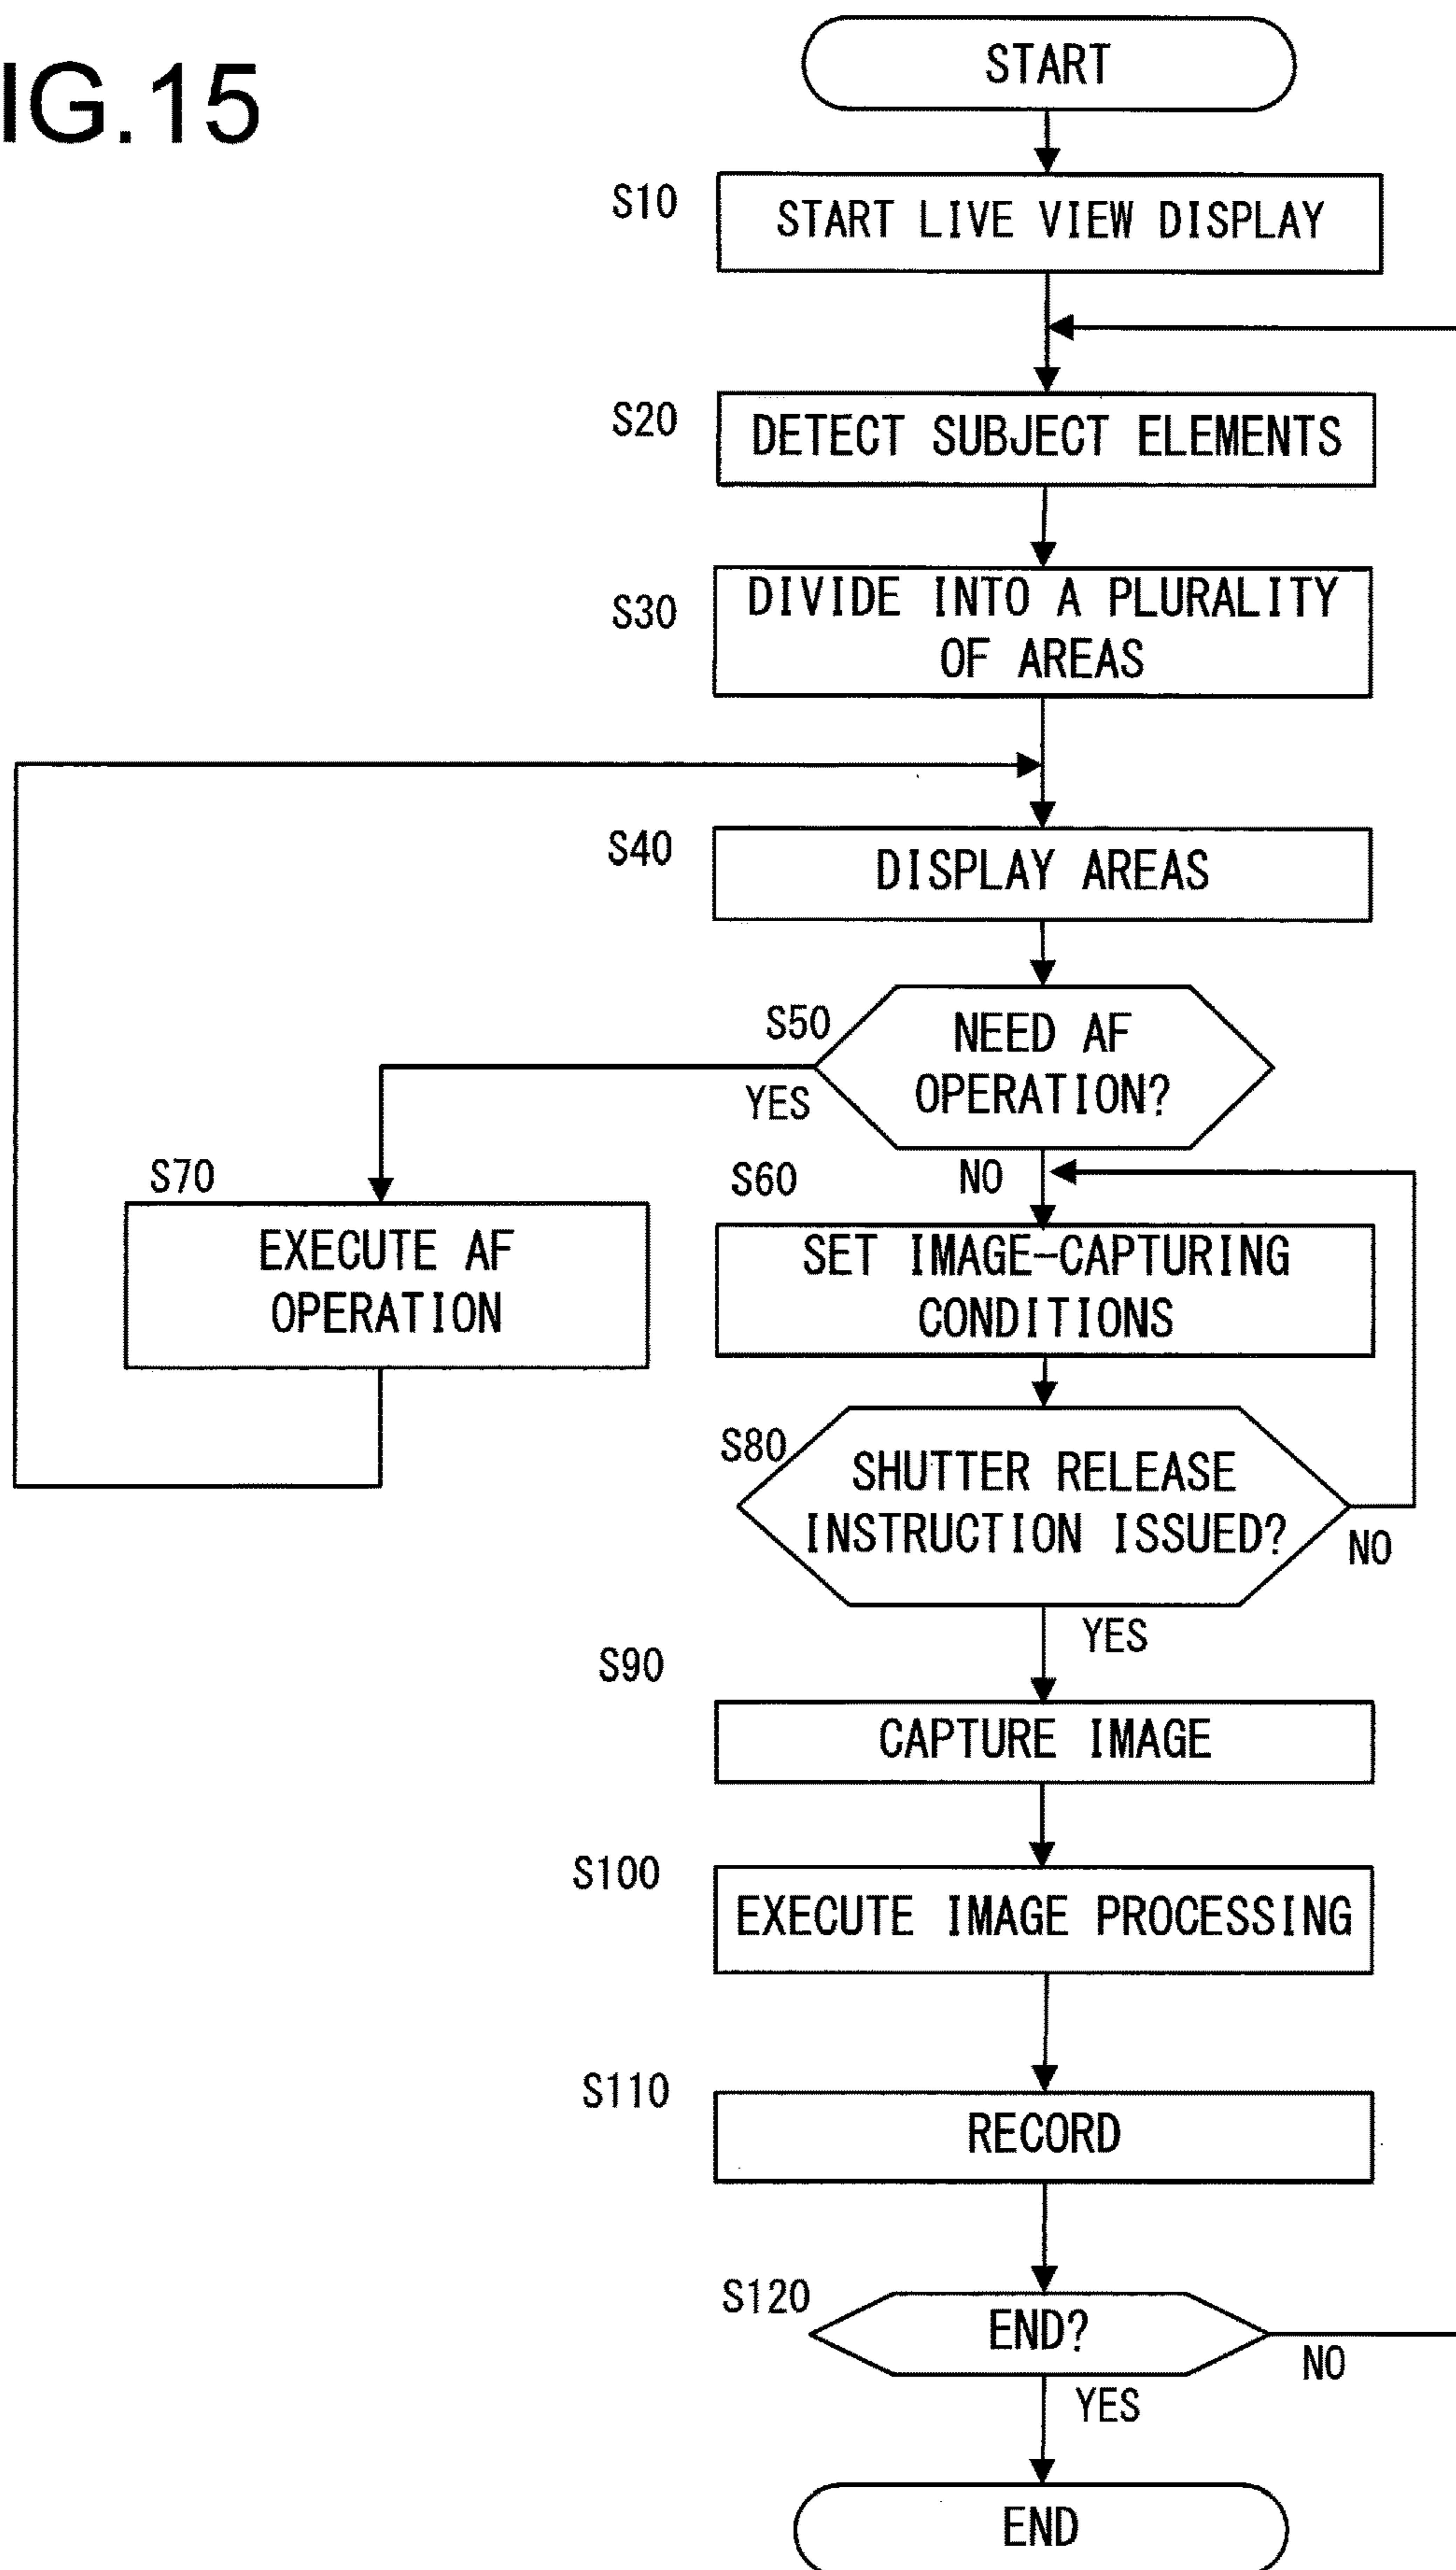 IG.15
START
S10
START LIVE VIEW DISPLAY
S20
DETECT SUBJECT ELEMENTS
S30
DIVIDE INTO A PLURALITY
OF AREAS
S40
DISPLAY AREAS
S50
NEED AF
OPERATION?
YES
NO
S70
EXECUTE AF
OPERATION
S60
SET IMAGE-CAPTURING
CONDITIONS
S80
SHUTTER RELEASE
INSTRUCTION ISSUED?
NO
YES
S90
CAPTURE IMAGE
S100
EXECUTE IMAGE PROCESSING
S110
RECORD
S120
END?
NO
YES
END